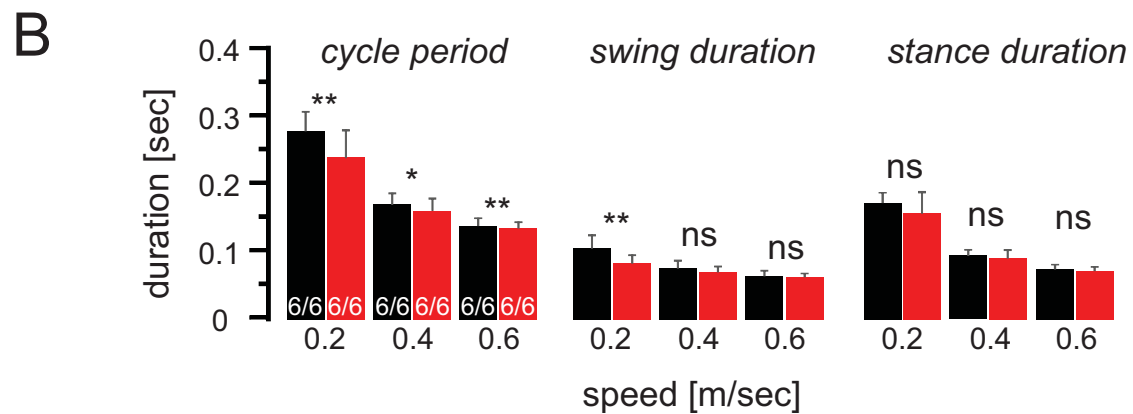 B
cycle period swing duration stance duration
duration [sec]
0.4
0.3
0.2
0.1
0
** * ** ** ns ns ns ns ns
6/6 6/6 6/6 6/6 6/6 6/6
0.2 0.4 0.6 0.2 0.4 0.6 0.2 0.4 0.6
speed [m/sec]